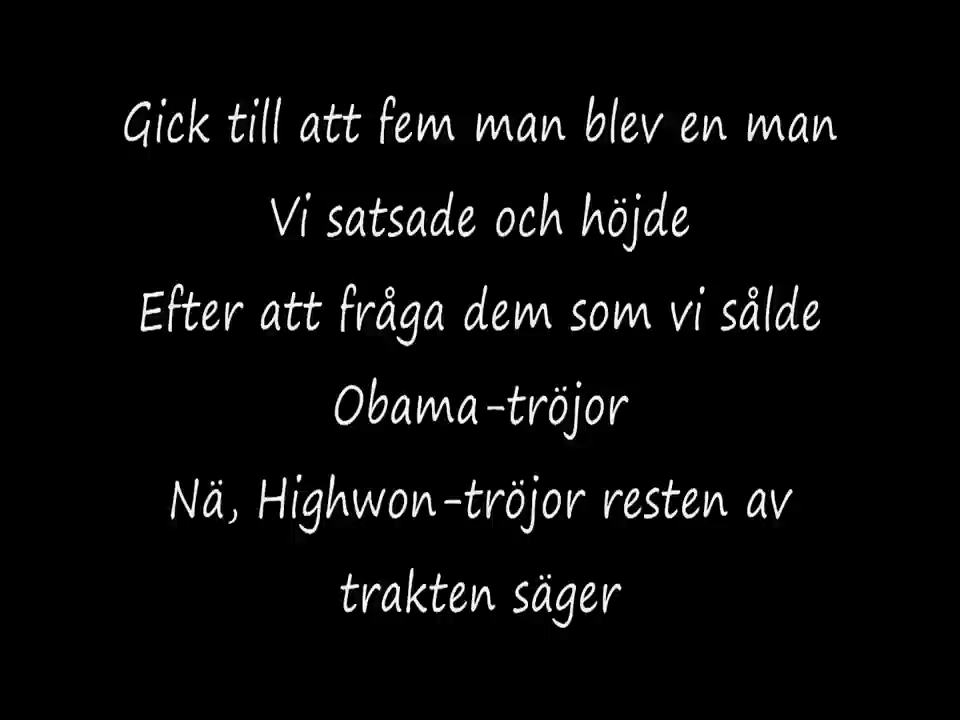 Gick till att fem man blev en man
Vi satsade och höjde
Efter att fråga dem som vi sålde
Obama-tröjor
Nä, Highwon-tröjor resten av
trakten säger